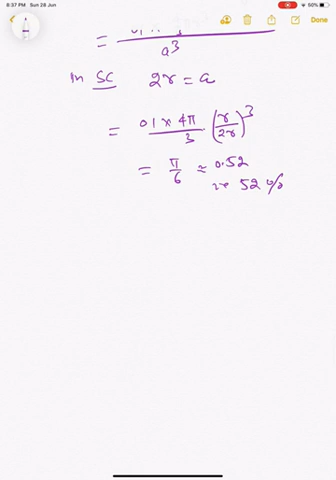 8:37 PM Sun 28 Jun
50%
Done
= / a³
In SC 2r = a
= 01 × 4π / 3 · (r / 2r)³
= π / 6 ≈ 0.52
52 %